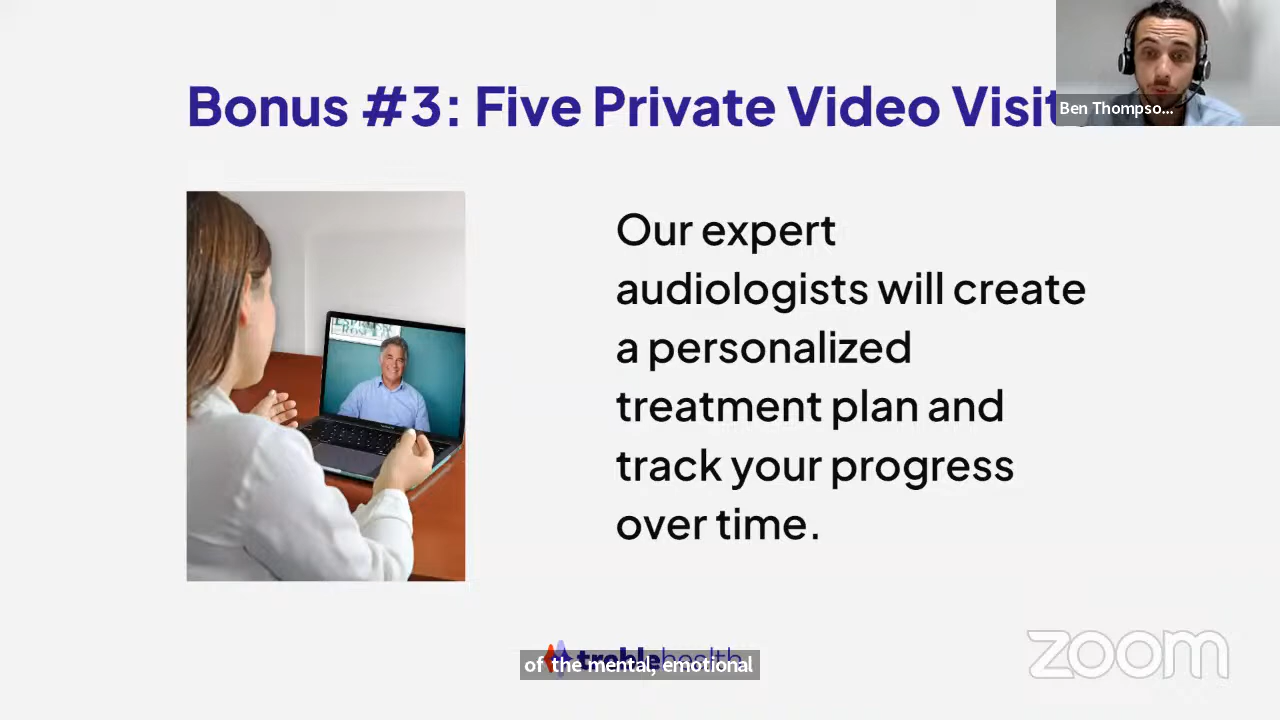 Bonus #3: Five Private Video Visit
Ben Thompso...
Our expert
audiologists will create
a personalized
treatment plan and
track your progress
over time.
of the mental, emotional
zoom